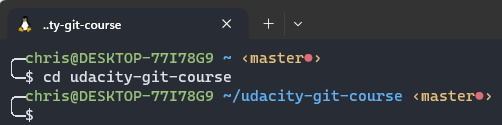 ..ty-git-course
chris@DESKTOP-77I78G9 ~ ‹master●›
$ cd udacity-git-course
chris@DESKTOP-77I78G9 ~/udacity-git-course ‹master●›
$